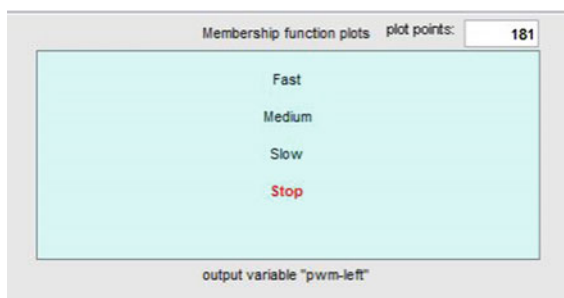 Membership function plots plot points: 181
Fast
Medium
Slow
Stop
output variable "pwm-left"